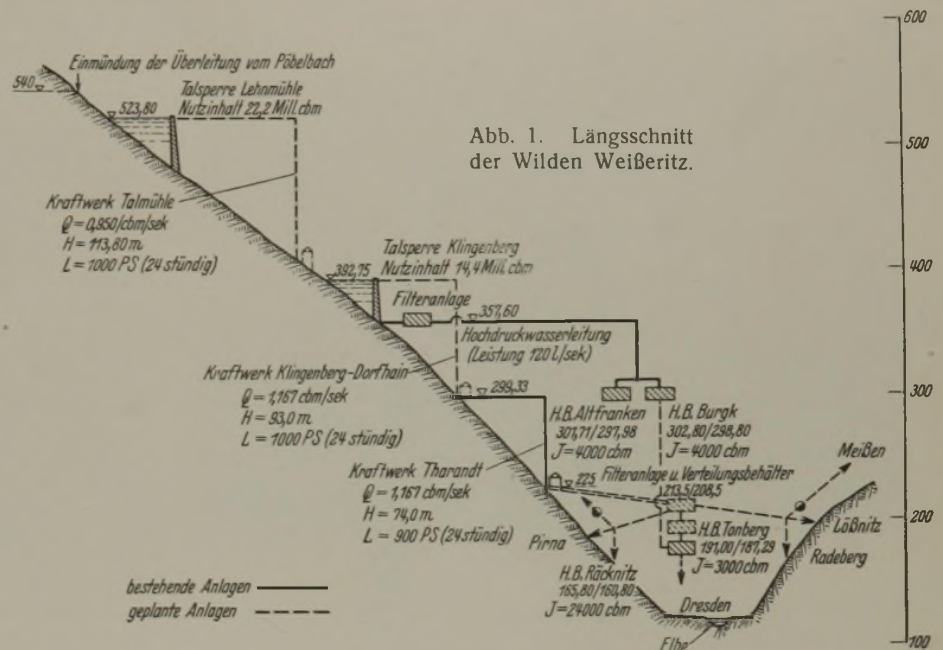 600
Einmündung der Überleitung vom Pöbelbach
540
Talsperre Lehnmühle
523,80
Nutzinhalt 22,2 Mill. cbm
Abb. 1. Längsschnitt
der Wilden Weißeritz.
500
Kraftwerk Talmühle
Q = 0,950/cbm/sek
H = 113,80 m
L = 1000 PS (24 stündig)
Talsperre Klingenberg
392,75
Nutzinhalt 14,4 Mill. cbm
400
Filteranlage
357,60
Hochdruckwasserleitung
(Leistung 120 l/sek)
Kraftwerk Klingenberg-Dorfhain
Q = 1,167 cbm/sek
H = 93,0 m
L = 1000 PS (24 stündig)
299,33
300
H.B. Altfranken
301,71/297,98
J = 4000 cbm
H.B. Burgk
302,80/298,80
J = 4000 cbm
Meißen
Kraftwerk Tharandt
Q = 1,167 cbm/sek
H = 74,0 m
L = 900 PS (24 stündig)
225
Filteranlage u. Verteilungsbehälter
213,5/208,5
200
Pirna
H.B. Tonberg
191,00/187,29
J = 3000 cbm
Lößnitz
Radeberg
H.B. Räcknitz
165,80/160,80
J = 24000 cbm
Dresden
Elbe
100
bestehende Anlagen
geplante Anlagen